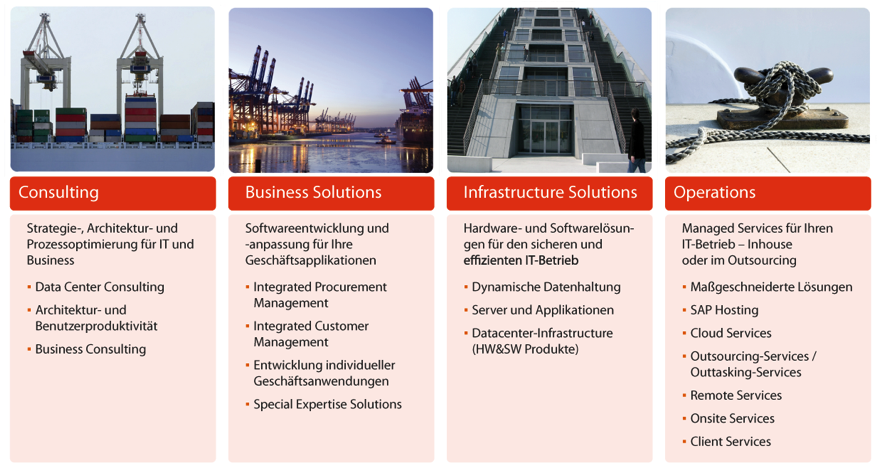 Consulting
Strategie-, Architektur- und
Prozessoptimierung für IT und
Business
▪ Data Center Consulting
▪ Architektur- und
Benutzerproduktivität
▪ Business Consulting
Business Solutions
Softwareentwicklung und
-anpassung für Ihre
Geschäftsapplikationen
▪ Integrated Procurement
Management
▪ Integrated Customer
Management
▪ Entwicklung individueller
Geschäftsanwendungen
▪ Special Expertise Solutions
Infrastructure Solutions
Hardware- und Softwarelösun-
gen für den sicheren und
effizienten IT-Betrieb
▪ Dynamische Datenhaltung
▪ Server und Applikationen
▪ Datacenter-Infrastructure
(HW&SW Produkte)
Operations
Managed Services für Ihren
IT-Betrieb – Inhouse
oder im Outsourcing
▪ Maßgeschneiderte Lösungen
▪ SAP Hosting
▪ Cloud Services
▪ Outsourcing-Services /
Outtasking-Services
▪ Remote Services
▪ Onsite Services
▪ Client Services